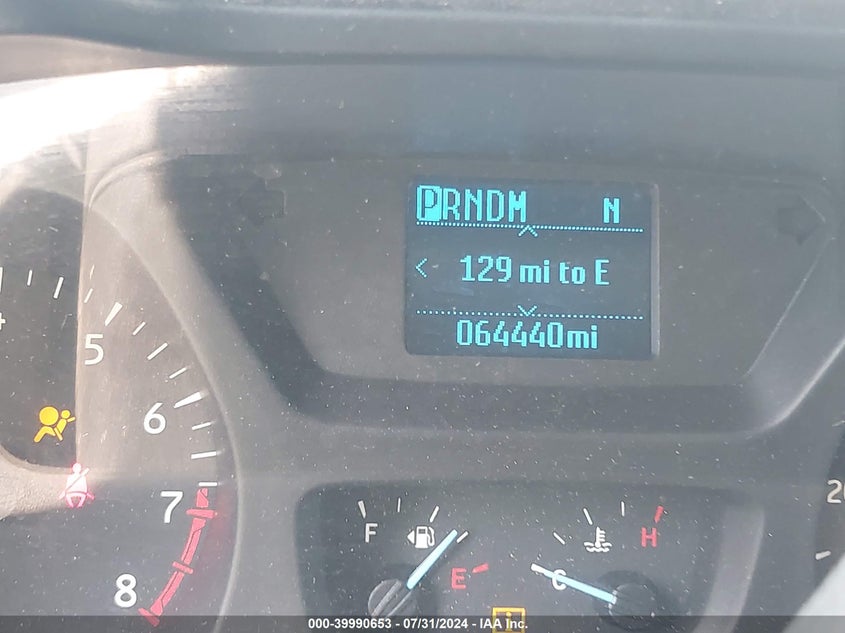 PRNDM N
< 129 mi to E
064440mi
5
6
7
8
F
E
C
H
000-39990653 - 07/31/2024 - IAA Inc.